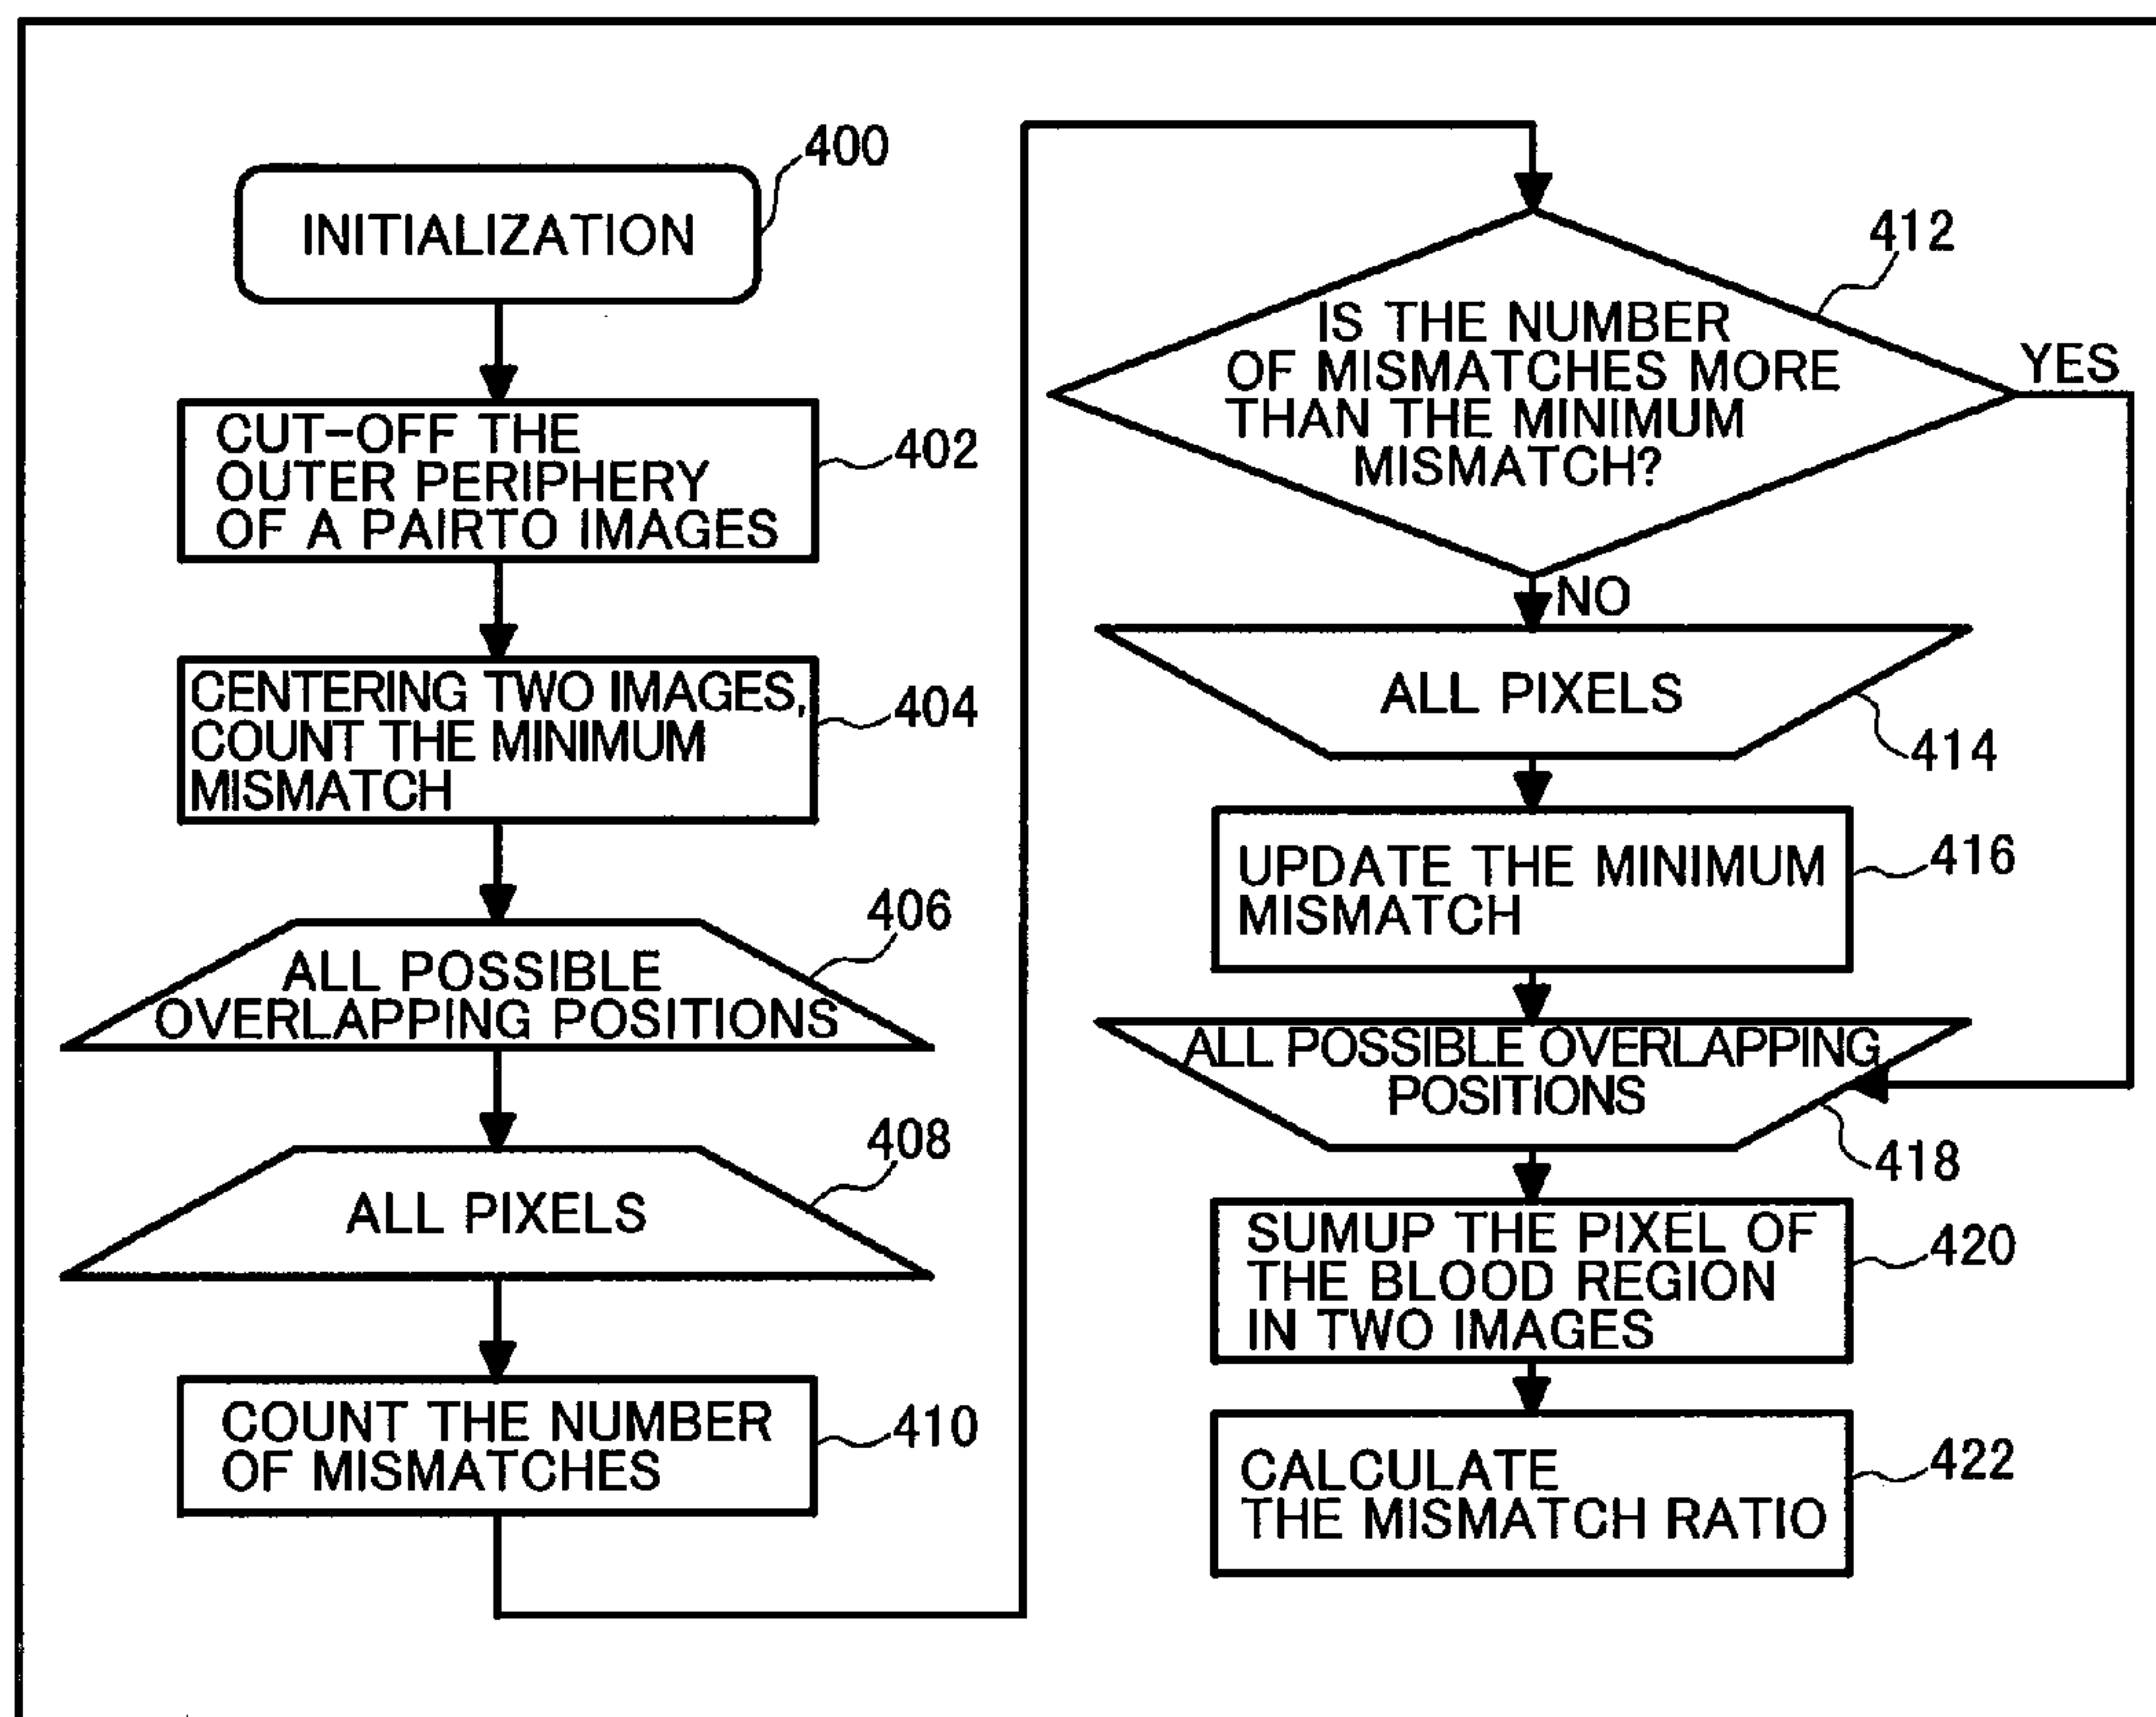 400
INITIALIZATION
CUT-OFF THE
OUTER PERIPHERY
OF A PAIRTO IMAGES
402
CENTERING TWO IMAGES,
COUNT THE MINIMUM
MISMATCH
404
406
ALL POSSIBLE
OVERLAPPING POSITIONS
408
ALL PIXELS
COUNT THE NUMBER
OF MISMATCHES
410
412
IS THE NUMBER
OF MISMATCHES MORE
THAN THE MINIMUM
MISMATCH?
YES
NO
ALL PIXELS
414
UPDATE THE MINIMUM
MISMATCH
416
ALL POSSIBLE OVERLAPPING
POSITIONS
418
SUMUP THE PIXEL OF
THE BLOOD REGION
IN TWO IMAGES
420
CALCULATE
THE MISMATCH RATIO
422